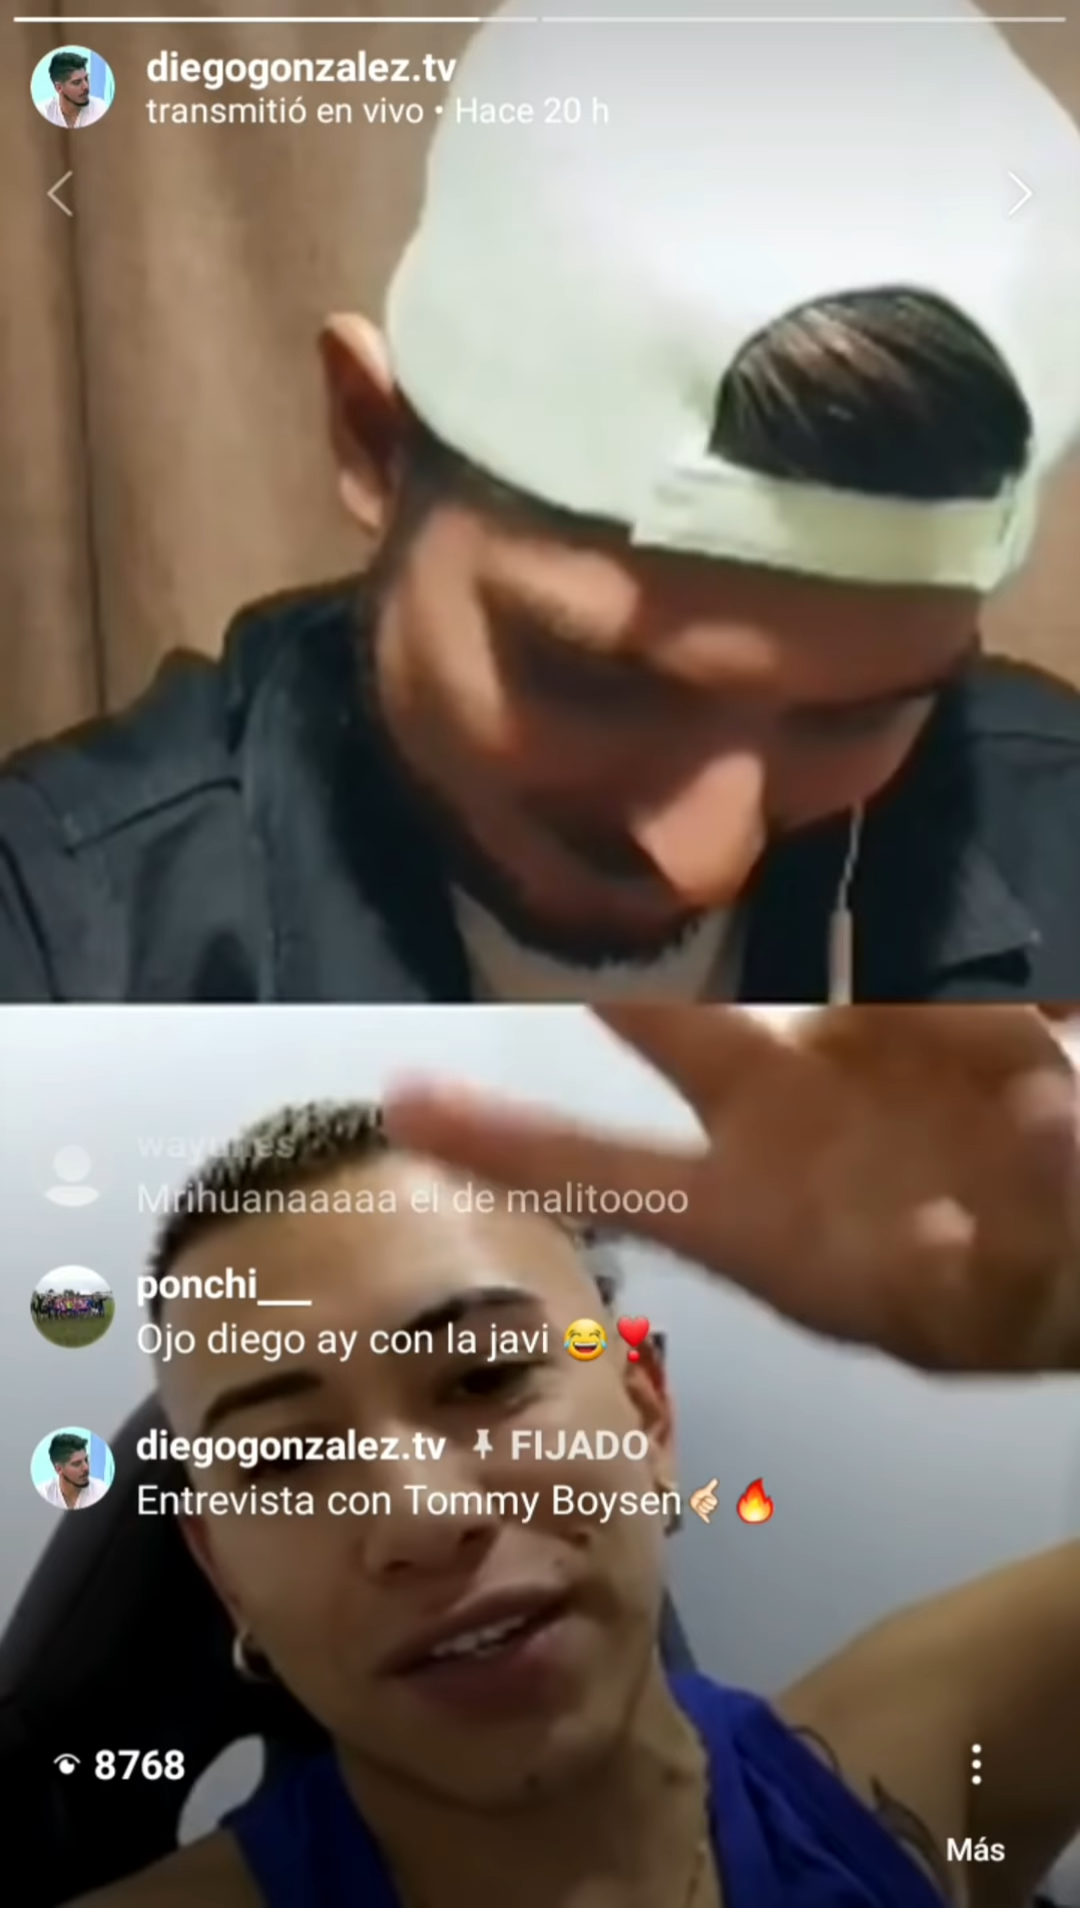 diegogonzalez.tv
transmitió en vivo • Hace 20 h
Mrihuanaaaaa el de malitoooo
ponchi___
Ojo diego ay con la javi 😂❣️
diegogonzalez.tv 📌 FIJADO
Entrevista con Tommy Boysen🤙🏻🔥
8768
Más